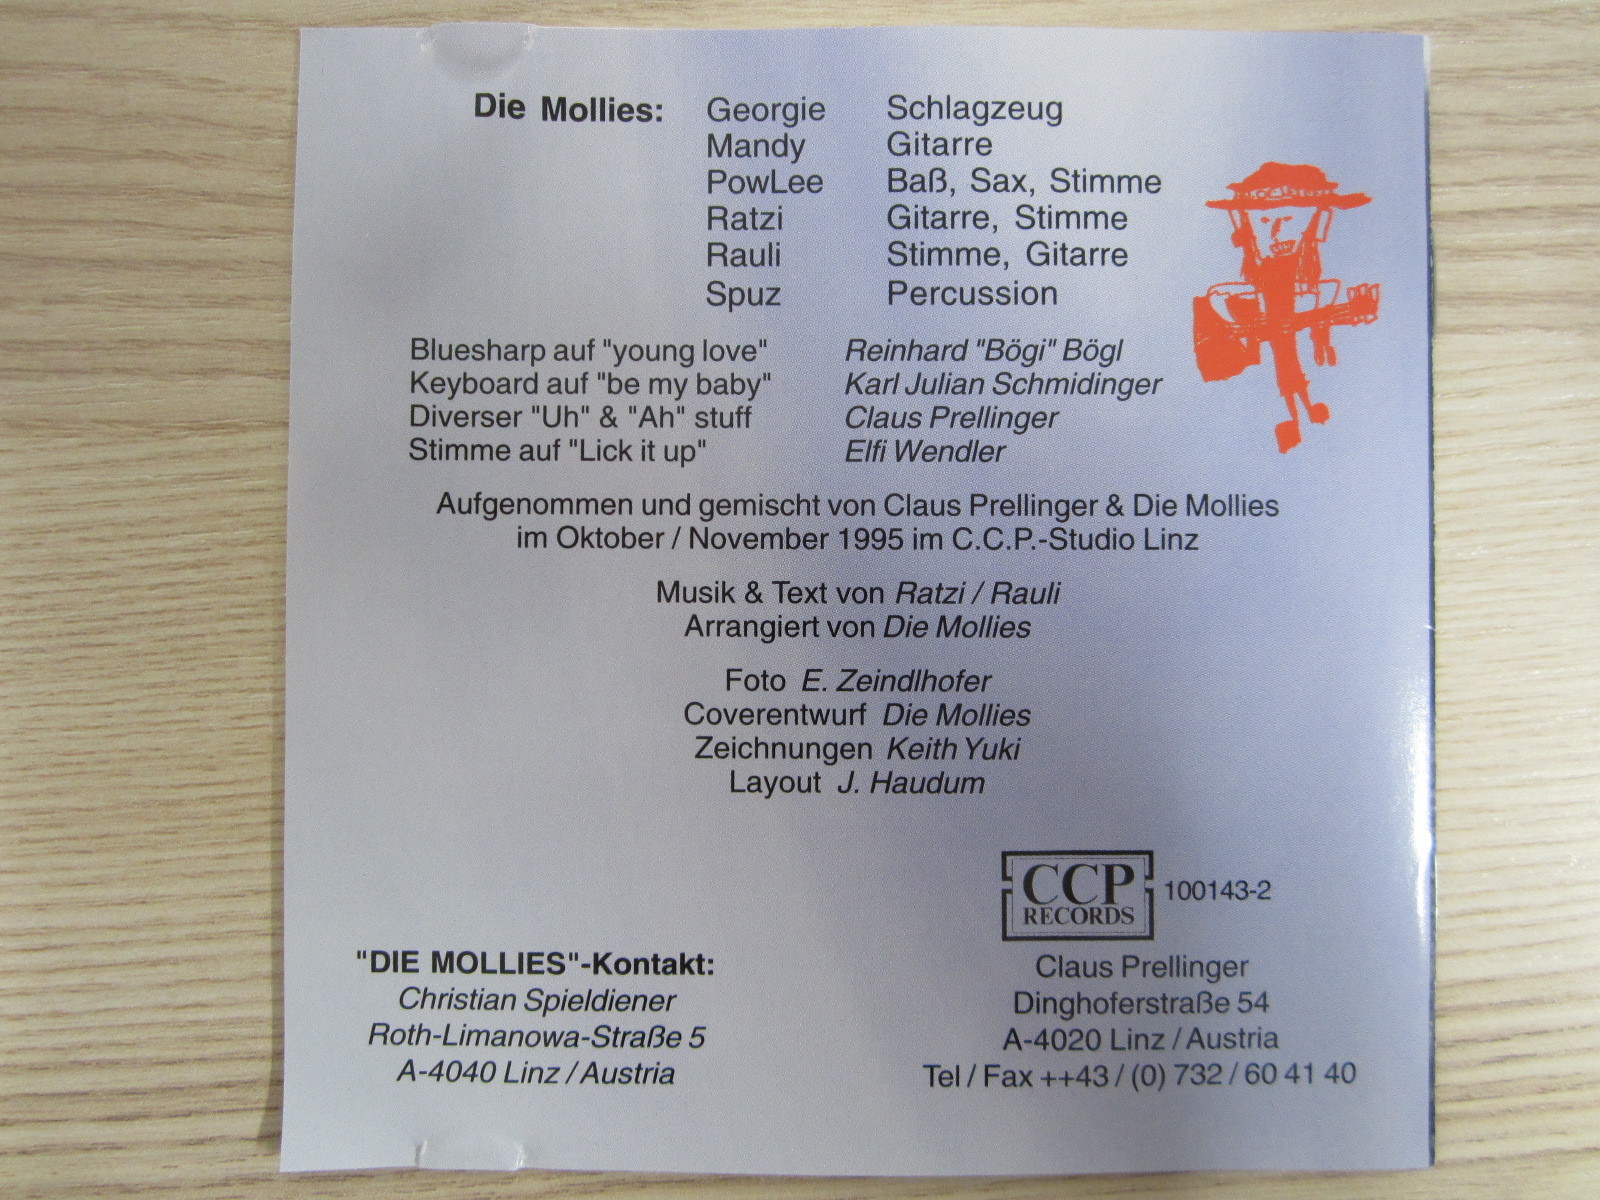 Die Mollies: Georgie Schlagzeug
Mandy Gitarre
PowLee Baß, Sax, Stimme
Ratzi Gitarre, Stimme
Rauli Stimme, Gitarre
Spuz Percussion
Bluesharp auf "young love" Reinhard "Bögi" Bögl
Keyboard auf "be my baby" Karl Julian Schmidinger
Diverser "Uh" & "Ah" stuff Claus Prellinger
Stimme auf "Lick it up" Elfi Wendler
Aufgenommen und gemischt von Claus Prellinger & Die Mollies
im Oktober / November 1995 im C.C.P.-Studio Linz
Musik & Text von Ratzi / Rauli
Arrangiert von Die Mollies
Foto E. Zeindlhofer
Coverentwurf Die Mollies
Zeichnungen Keith Yuki
Layout J. Haudum
CCP
RECORDS
100143-2
"DIE MOLLIES"-Kontakt:
Christian Spieldiener
Roth-Limanowa-Straße 5
A-4040 Linz / Austria
Claus Prellinger
Dinghoferstraße 54
A-4020 Linz / Austria
Tel / Fax ++43 / (0) 732 / 60 41 40